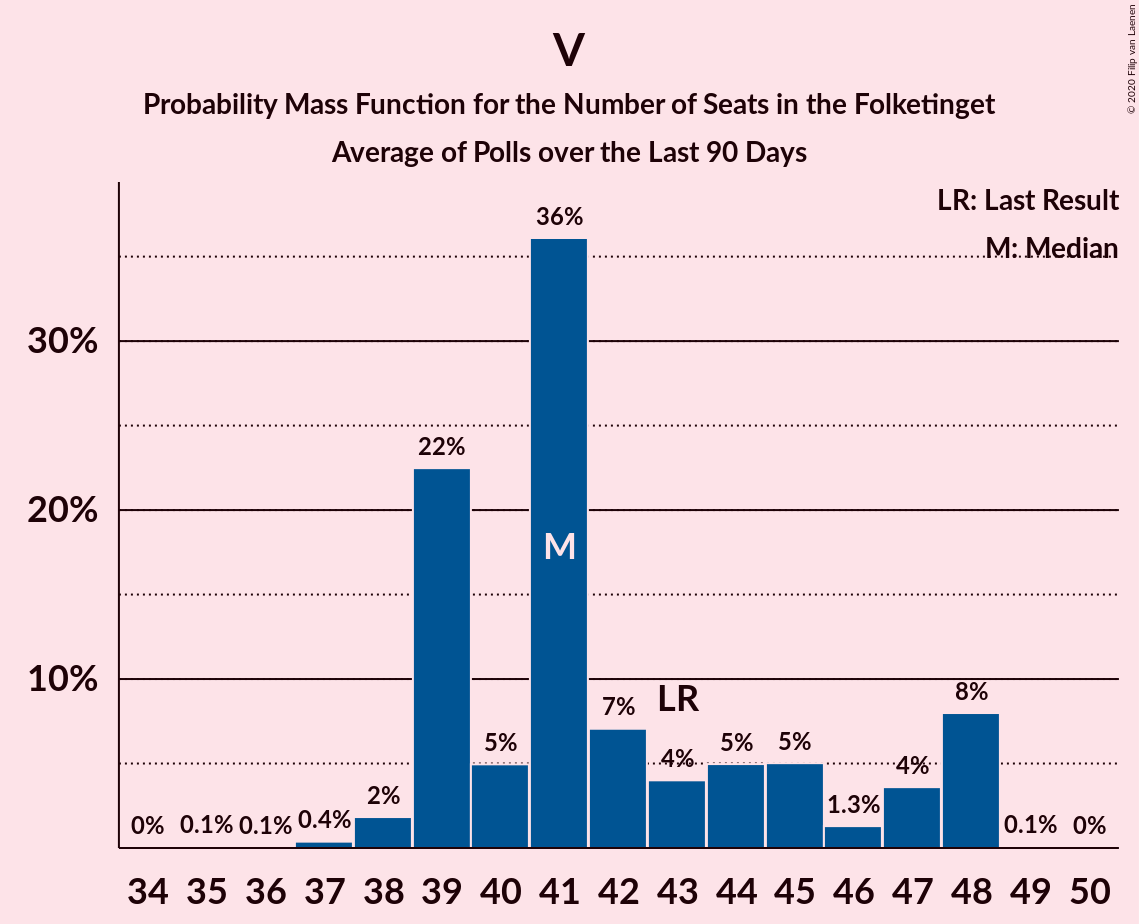 V
Probability Mass Function for the Number of Seats in the Folketinget
Average of Polls over the Last 90 Days
© 2020 Filip van Laenen
LR: Last Result
M: Median
36%
30%
22%
20%
M
10%
8%
LR
7%
5%
5%
5%
4%
4%
2%
1.3%
0.4%
0%
0.1%
0.1%
0.1%
0%
34 35 36 37 38 39 40 41 42 43 44 45 46 47 48 49 50